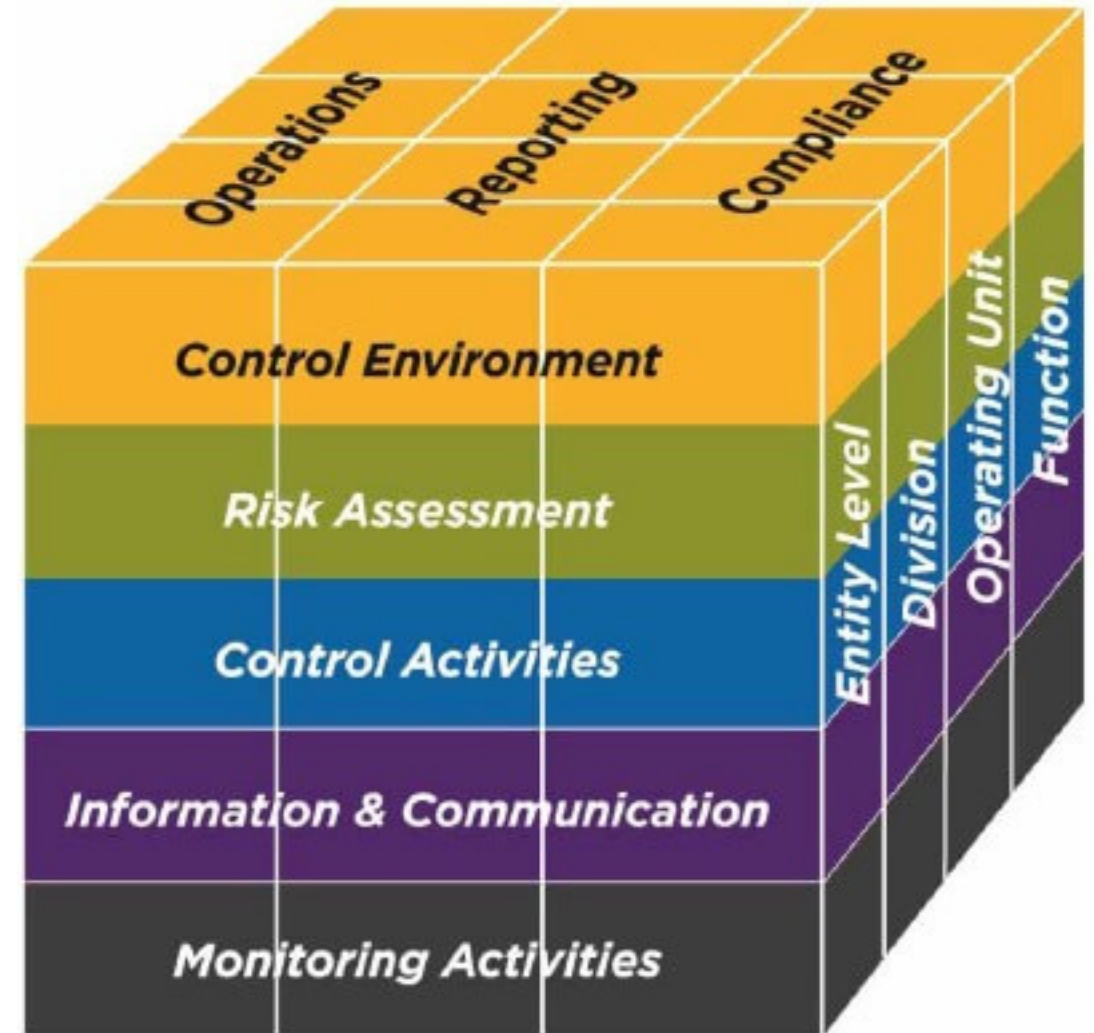 Operations
Reporting
Compliance
Control Environment
Risk Assessment
Control Activities
Information & Communication
Monitoring Activities
Entity Level
Division
Operating Unit
Function